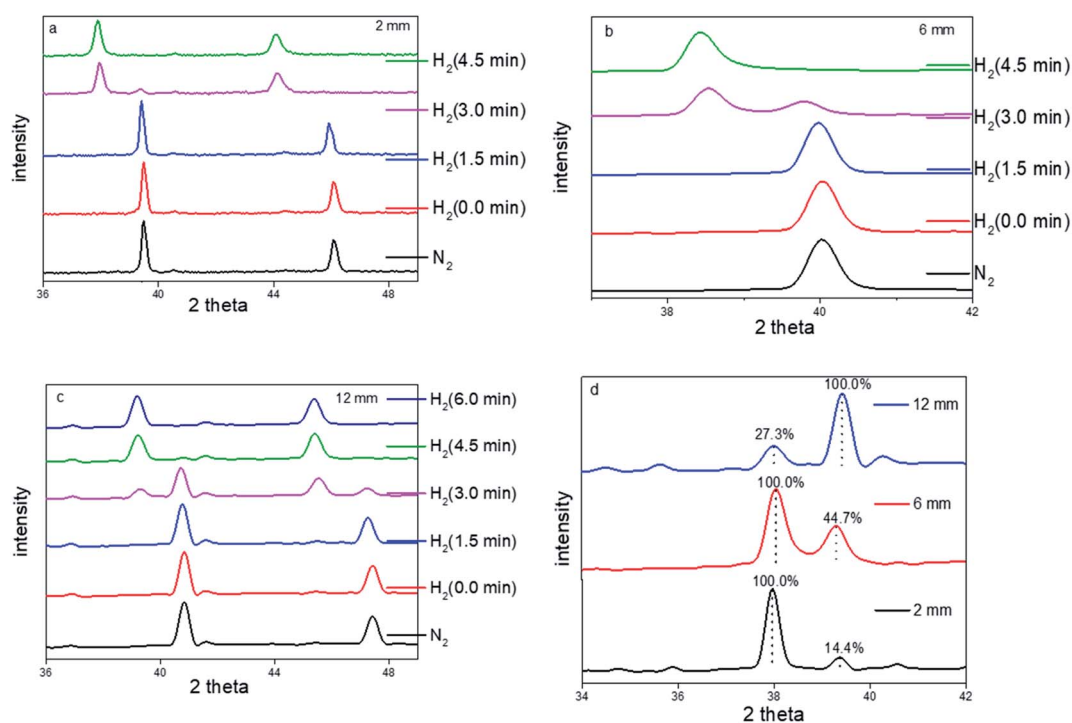 a
2 mm
H₂(4.5 min)
H₂(3.0 min)
H₂(1.5 min)
H₂(0.0 min)
N₂
intensity
36 40 44 48
2 theta
b
6 mm
H₂(4.5 min)
H₂(3.0 min)
H₂(1.5 min)
H₂(0.0 min)
N₂
intensity
38 40 42
2 theta
c
12 mm
H₂(6.0 min)
H₂(4.5 min)
H₂(3.0 min)
H₂(1.5 min)
H₂(0.0 min)
N₂
intensity
36 40 44 48
2 theta
d
100.0%
12 mm
27.3%
100.0%
6 mm
44.7%
100.0%
2 mm
14.4%
intensity
34 36 38 40 42
2 theta